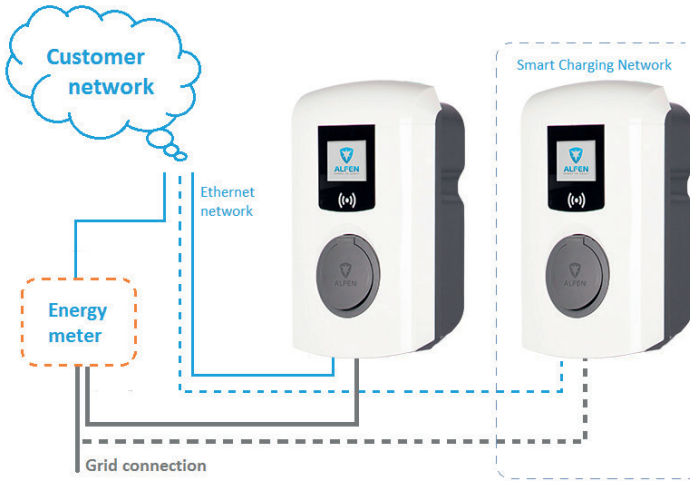 Customer
network
Smart Charging Network
ALFEN
ALFEN
Ethernet
network
ALFEN
ALFEN
Energy
meter
Grid connection